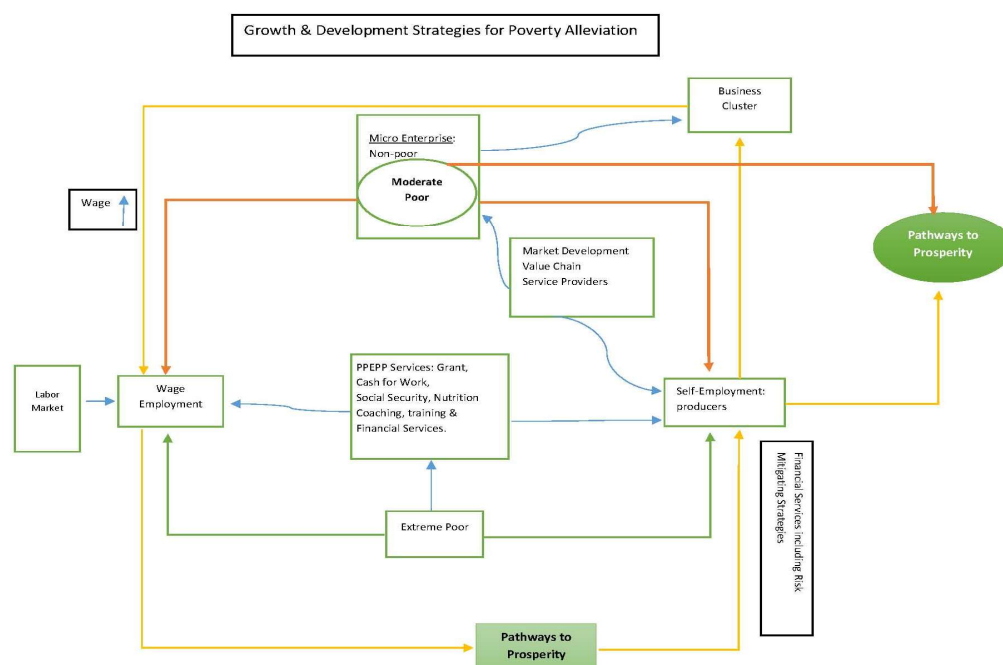 Growth & Development Strategies for Poverty Alleviation
Business
Cluster
Micro Enterprise:
Non-poor
Moderate
Poor
Wage
Pathways to
Prosperity
Market Development
Value Chain
Service Providers
Labor
Market
Wage
Employment
PPEPP Services: Grant,
Cash for Work,
Social Security, Nutrition
Coaching, training &
Financial Services.
Self-Employment:
producers
Financial Services including Risk
Mitigating Strategies
Extreme Poor
Pathways to
Prosperity